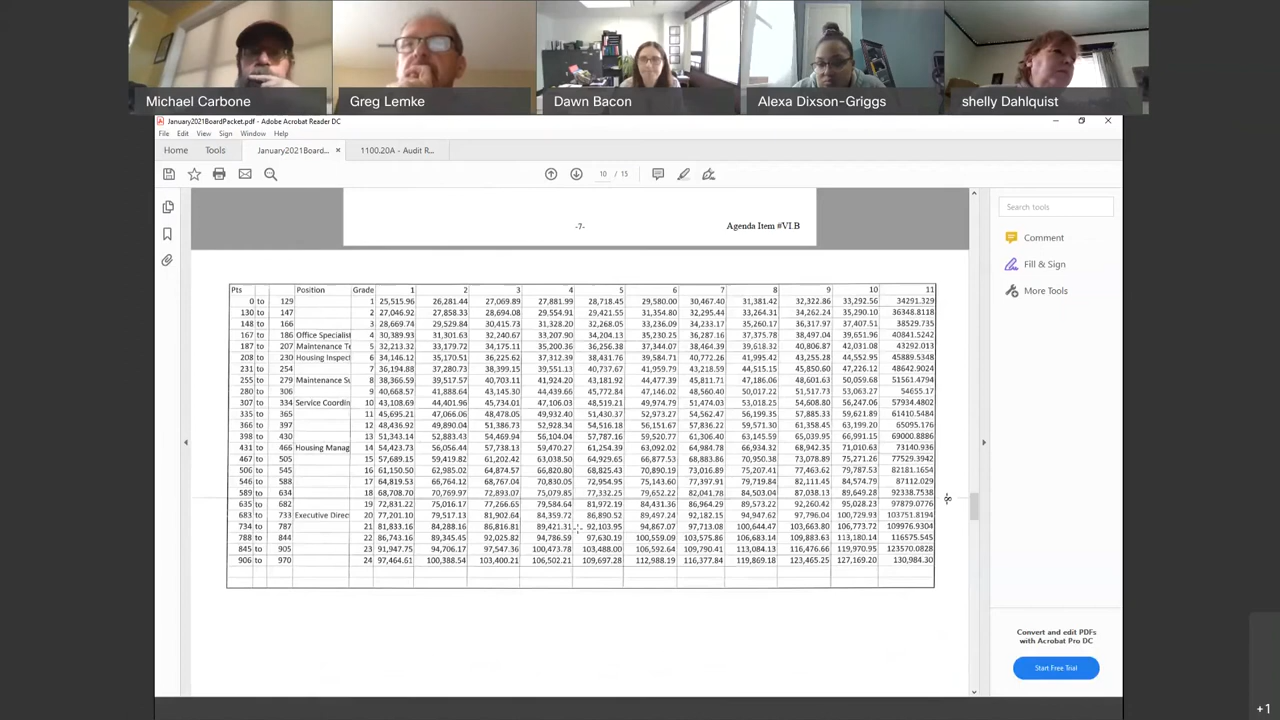 Michael Carbone
Greg Lemke
Dawn Bacon
Alexa Dixson-Griggs
shelly Dahlquist
January2021BoardPacket.pdf - Adobe Acrobat Reader DC
File Edit View Sign Window Help
Home Tools January2021Board... × 1100.20A - Audit R...
10 / 15
-7- Agenda Item #VI.B
Search tools
Comment
Fill & Sign
More Tools
Pts Position Grade 1 2 3 4 5 6 7 8 9 10 11
0 to 129 1 25,515.96 26,281.44 27,069.89 27,881.99 28,718.45 29,580.00 30,467.40 31,381.42 32,322.86 33,292.56 34291.329
130 to 147 2 27,046.92 27,858.33 28,694.08 29,554.91 30,421.55 31,354.80 32,295.44 33,264.31 34,262.24 35,290.10 36348.8118
148 to 166 3 28,669.74 29,529.84 30,415.73 31,328.20 32,268.05 33,236.09 34,233.17 35,260.17 36,317.97 37,407.51 38529.735
167 to 186 Office Specialist 4 30,389.93 31,301.63 32,240.67 33,207.90 34,204.13 35,230.25 36,287.16 37,375.78 38,497.04 39,651.96 40841.5242
187 to 207 Maintenance Te 5 32,213.32 33,179.72 34,175.11 35,200.36 36,256.38 37,344.07 38,464.39 39,618.32 40,806.87 42,031.08 43292.013
208 to 230 Housing Inspect 6 34,146.12 35,170.51 36,225.62 37,312.39 38,431.76 39,584.71 40,772.26 41,995.42 43,255.28 44,552.95 45889.5348
231 to 254 7 36,194.88 37,280.73 38,399.15 39,551.13 40,737.67 41,959.79 43,218.59 44,515.15 45,850.60 47,226.12 48642.9024
255 to 279 Maintenance Su 8 38,366.59 39,517.57 40,703.11 41,924.20 43,181.92 44,477.39 45,811.71 47,186.06 48,601.63 50,059.68 51561.4794
280 to 306 9 40,668.57 41,888.64 43,145.30 44,439.66 45,772.84 47,146.02 48,560.40 50,017.22 51,517.73 53,063.27 54655.17
307 to 334 Service Coordin 10 43,108.69 44,401.96 45,734.01 47,106.03 48,519.21 49,974.79 51,474.03 53,018.25 54,608.80 56,247.06 57934.4802
335 to 365 11 45,695.21 47,066.06 48,478.05 49,932.40 51,430.37 52,973.27 54,562.47 56,199.35 57,885.33 59,621.89 61410.5484
366 to 397 12 48,436.92 49,890.04 51,386.73 52,928.34 54,516.18 56,151.67 57,836.22 59,571.30 61,358.45 63,199.20 65095.176
398 to 430 13 51,343.14 52,883.43 54,469.94 56,104.04 57,787.16 59,520.77 61,306.40 63,145.59 65,039.95 66,991.15 69000.8886
431 to 466 Housing Manag 14 54,423.73 56,056.44 57,738.13 59,470.27 61,254.39 63,092.02 64,984.78 66,934.32 68,942.35 71,010.63 73140.936
467 to 505 15 57,689.15 59,419.82 61,202.42 63,038.50 64,929.65 66,877.54 68,883.86 70,950.38 73,078.89 75,271.26 77529.3942
506 to 545 16 61,150.50 62,985.02 64,874.57 66,820.80 68,825.43 70,890.19 73,016.89 75,207.41 77,463.62 79,787.53 82181.1654
546 to 588 17 64,819.53 66,764.12 68,767.04 70,830.05 72,954.95 75,143.60 77,397.91 79,719.84 82,111.45 84,574.79 87112.029
589 to 634 18 68,708.70 70,769.97 72,893.07 75,079.85 77,332.25 79,652.22 82,041.78 84,503.04 87,038.13 89,649.28 92338.7538
635 to 682 19 72,831.22 75,016.17 77,266.65 79,584.64 81,972.19 84,431.36 86,964.29 89,573.22 92,260.42 95,028.23 97879.0776
683 to 733 Executive Direc 20 77,201.10 79,517.13 81,902.64 84,359.72 86,890.52 89,497.24 92,182.15 94,947.62 97,796.04 100,729.93 103751.8194
734 to 787 21 81,833.16 84,288.16 86,816.81 89,421.31 92,103.95 94,867.07 97,713.08 100,644.47 103,663.80 106,773.72 109976.9304
788 to 844 22 86,743.16 89,345.45 92,025.82 94,786.59 97,630.19 100,559.09 103,575.86 106,683.14 109,883.63 113,180.14 116575.545
845 to 905 23 91,947.75 94,706.17 97,547.36 100,473.78 103,488.00 106,592.64 109,790.41 113,084.13 116,476.66 119,970.95 123570.0828
906 to 970 24 97,464.61 100,388.54 103,400.21 106,502.21 109,697.28 112,988.19 116,377.84 119,869.18 123,465.25 127,169.20 130,984.30
Convert and edit PDFs
with Acrobat Pro DC
Start Free Trial
+1